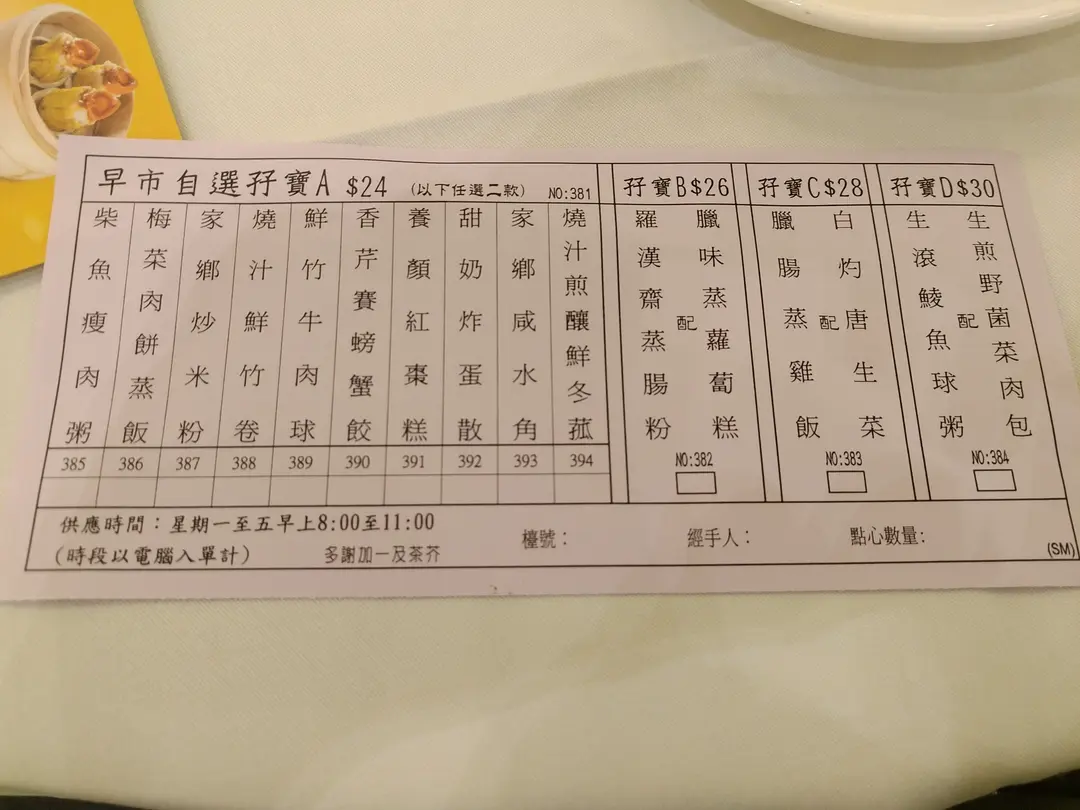 早市自選孖寶A $24 (以下任選二款) NO:381
柴魚瘦肉粥 385
梅菜肉餅蒸飯 386
家鄉炒米粉 387
燒汁鮮竹卷 388
鮮竹牛肉球 389
香芹賽螃蟹餃 390
養顏紅棗糕 391
甜奶炸蛋散 392
家鄉咸水角 393
燒汁煎釀鮮冬菇 394
孖寶B$26
羅漢齋蒸腸粉
配
臘味蒸蘿蔔糕
NO:382
孖寶C$28
臘腸蒸雞飯
配
白灼唐生菜
NO:383
孖寶D$30
生滾鯪魚球粥
配
生煎野菌菜肉包
NO:384
供應時間：星期一至五早上8:00至11:00
(時段以電腦入單計) 多謝加一及茶芥
檯號： 經手人： 點心數量:
(SM)